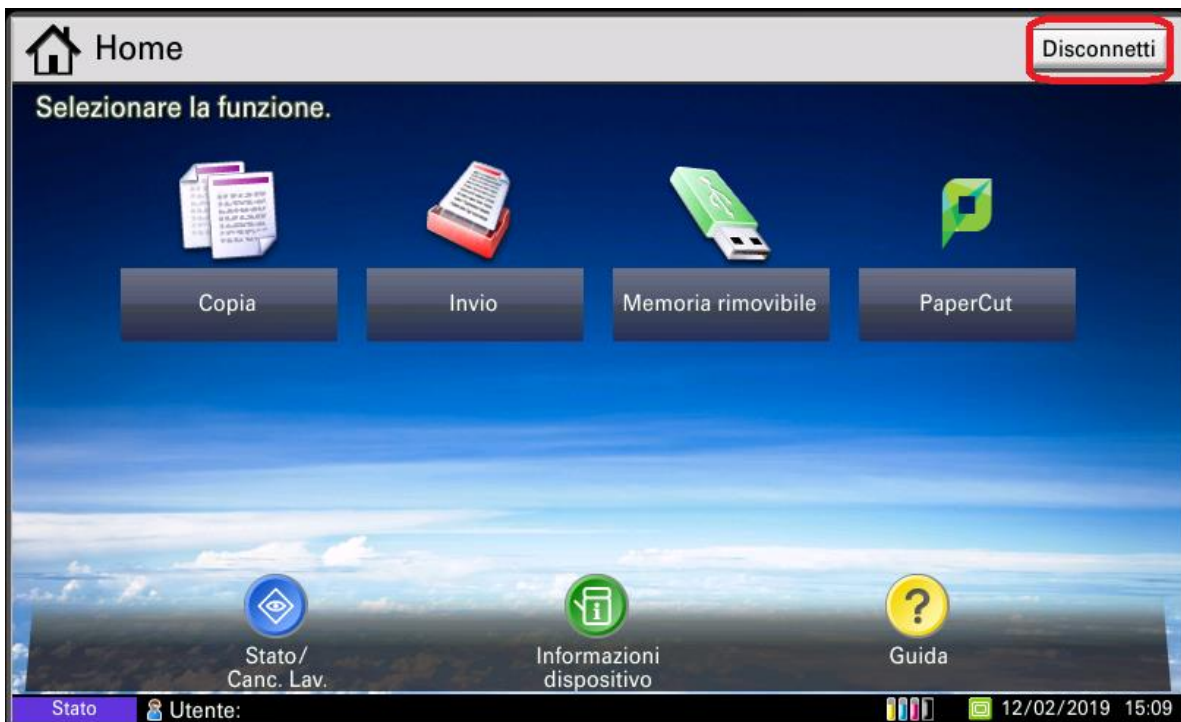 Home
Disconnetti
Selezionare la funzione.
Copia
Invio
Memoria rimovibile
PaperCut
Stato/
Canc. Lav.
Informazioni
dispositivo
Guida
Stato
Utente:
12/02/2019 15:09